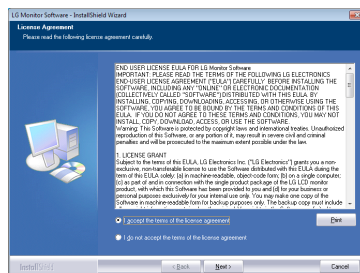 LG Monitor Software - InstallShield Wizard
License Agreement
Please read the following license agreement carefully.
END USER LICENSE EULA FOR LG Monitor Software
IMPORTANT: PLEASE READ THE TERMS OF THE FOLLOWING LG ELECTRONICS
END-USER LICENSE AGREEMENT ("EULA") CAREFULLY BEFORE INSTALLING THE
SOFTWARE, INCLUDING ANY "ONLINE" OR ELECTRONIC DOCUMENTATION
(COLLECTIVELY CALLED "SOFTWARE") DISTRIBUTED WITH THIS EULA. BY
INSTALLING, COPYING, DOWNLOADING, ACCESSING, OR OTHERWISE USING THE
SOFTWARE, YOU AGREE TO BE BOUND BY THE TERMS AND CONDITIONS OF THIS
EULA. IF YOU DO NOT AGREE TO THESE TERMS AND CONDITIONS, YOU MAY NOT
INSTALL, COPY, DOWNLOAD, ACCESS, OR USE THE SOFTWARE.
Warning: This Software is protected by copyright laws and international treaties. Unauthorized
reproduction of this Software, or any portion of it, may result in severe civil and criminal
penalties and will be prosecuted to the maximum extent possible under the law.
1. LICENSE GRANT
Subject to the terms of this EULA, LG Electronics Inc. ("LG Electronics") grants you a non-
exclusive, non-transferable license to use the Software distributed with this EULA during the
term of this EULA solely: (a) in machine-readable, object-code form; (b) on a single computer;
(c) as part of and in connection with the single product package of the LG LCD monitor
product, with which this Software has been provided to you and (d) for your business or
personal purposes exclusively for your internal use only. You may make one copy of the
Software in machine-readable form for backup purposes only. The backup copy must include
I accept the terms of the license agreement
Print
I do not accept the terms of the license agreement
InstallShield
< Back
Next >
Cancel